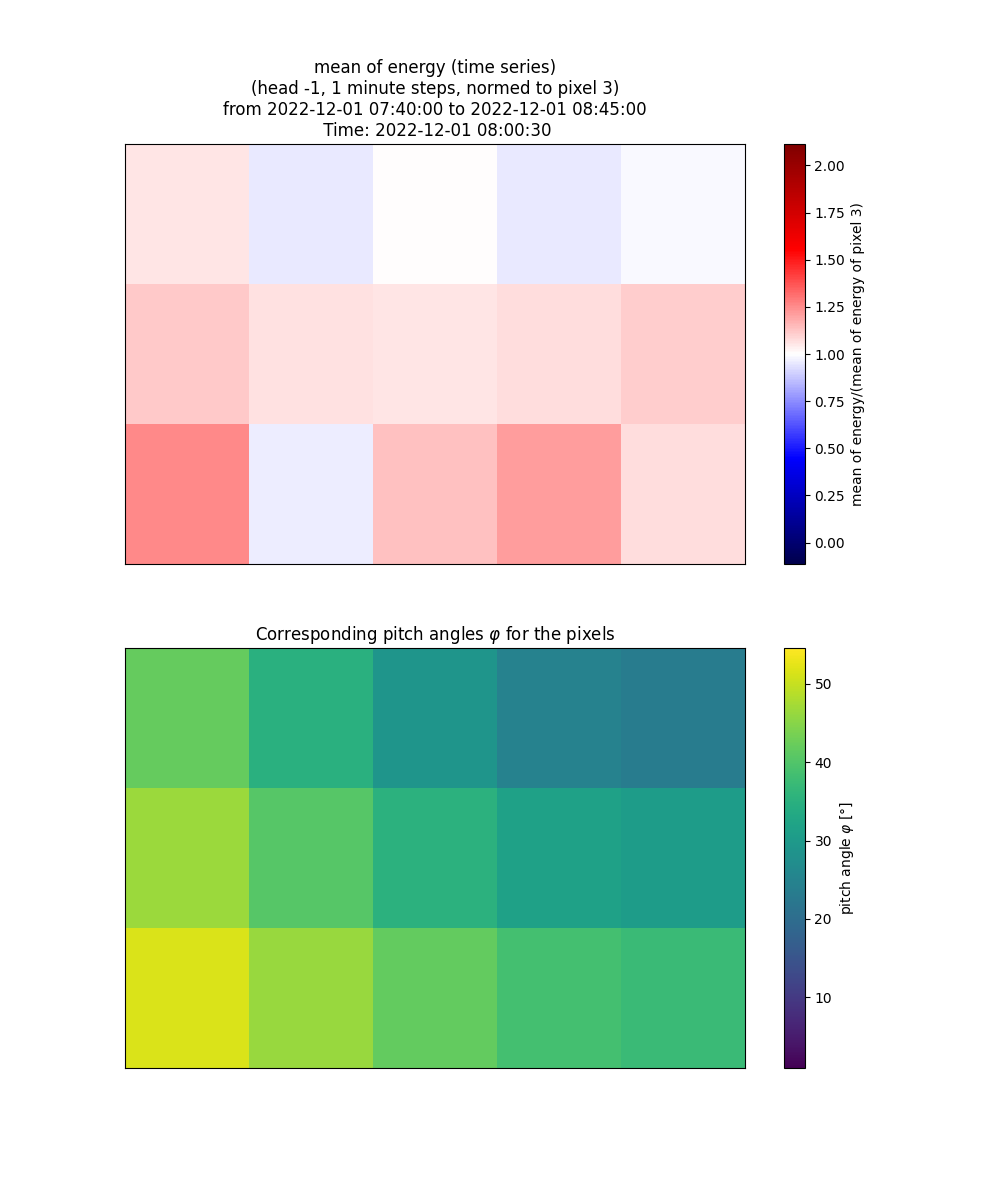 mean of energy (time series)
(head -1, 1 minute steps, normed to pixel 3)
from 2022-12-01 07:40:00 to 2022-12-01 08:45:00
Time: 2022-12-01 08:00:30
2.00
1.75
1.50
1.25
1.00
0.75
0.50
0.25
0.00
mean of energy/(mean of energy of pixel 3)
Corresponding pitch angles φ for the pixels
50
40
30
20
10
pitch angle φ [°]